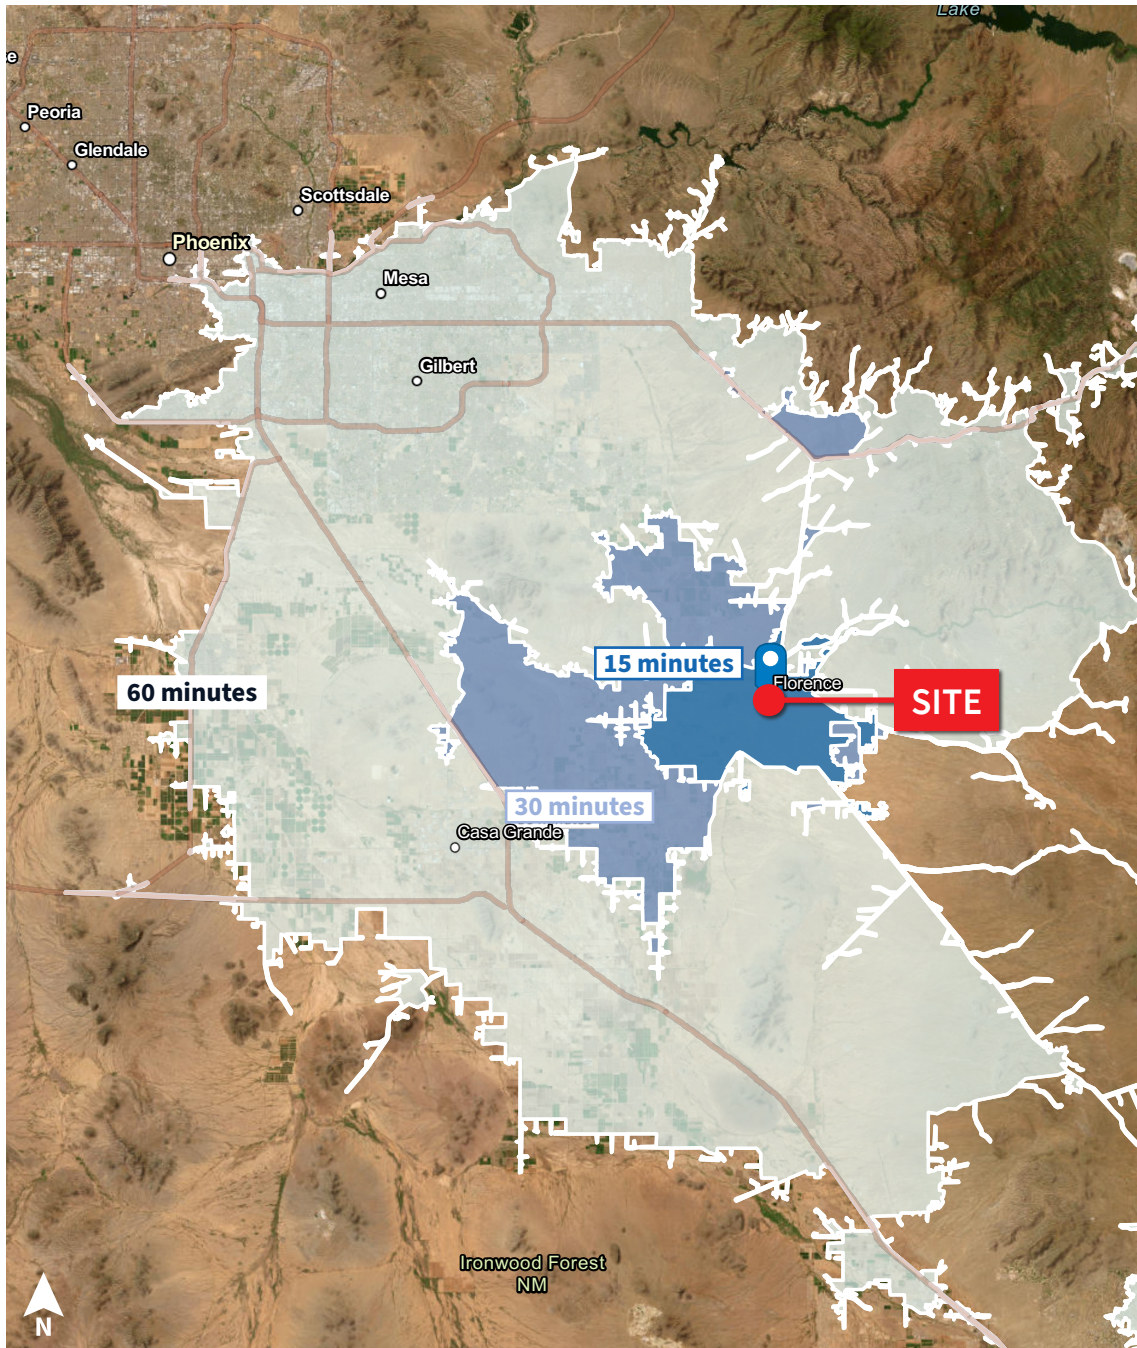 Lake
se
Peoria
Glendale
Scottsdale
Phoenix
Mesa
Gilbert
15 minutes
Florence
60 minutes
SITE
30 minutes
Casa Grande
Ironwood Forest
NM
N